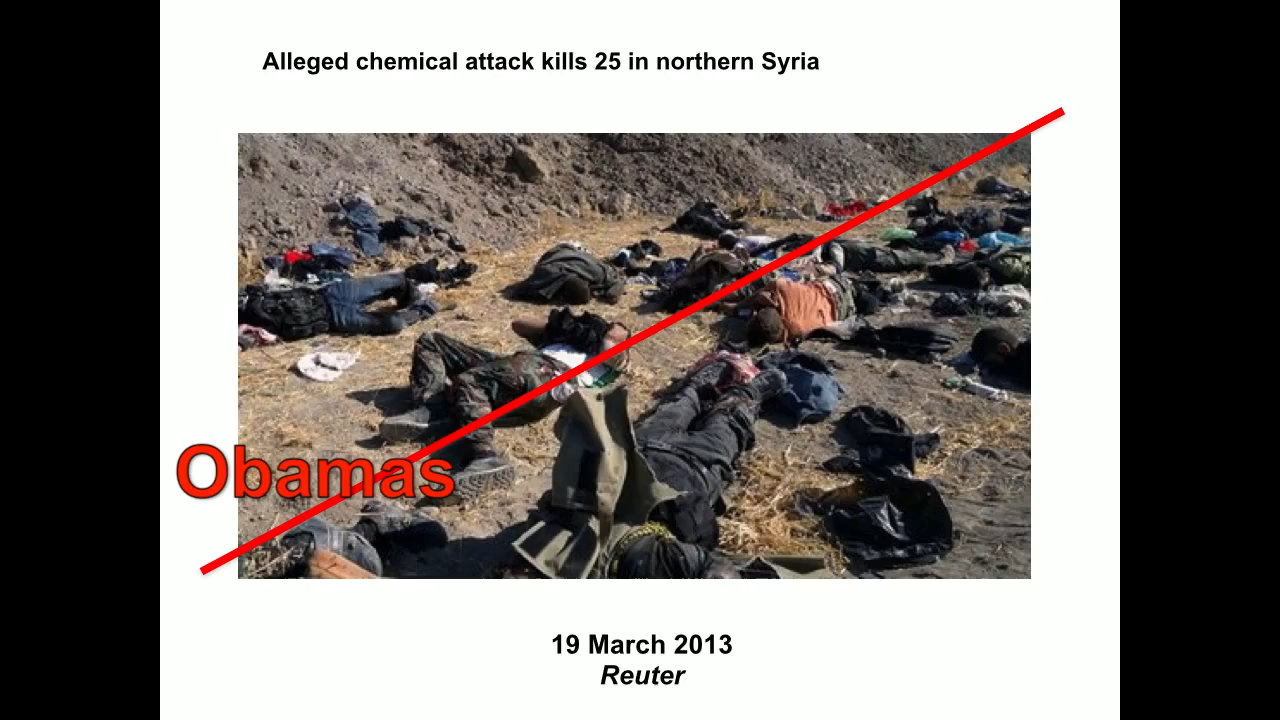 Alleged chemical attack kills 25 in northern Syria
Obamas
19 March 2013
Reuter